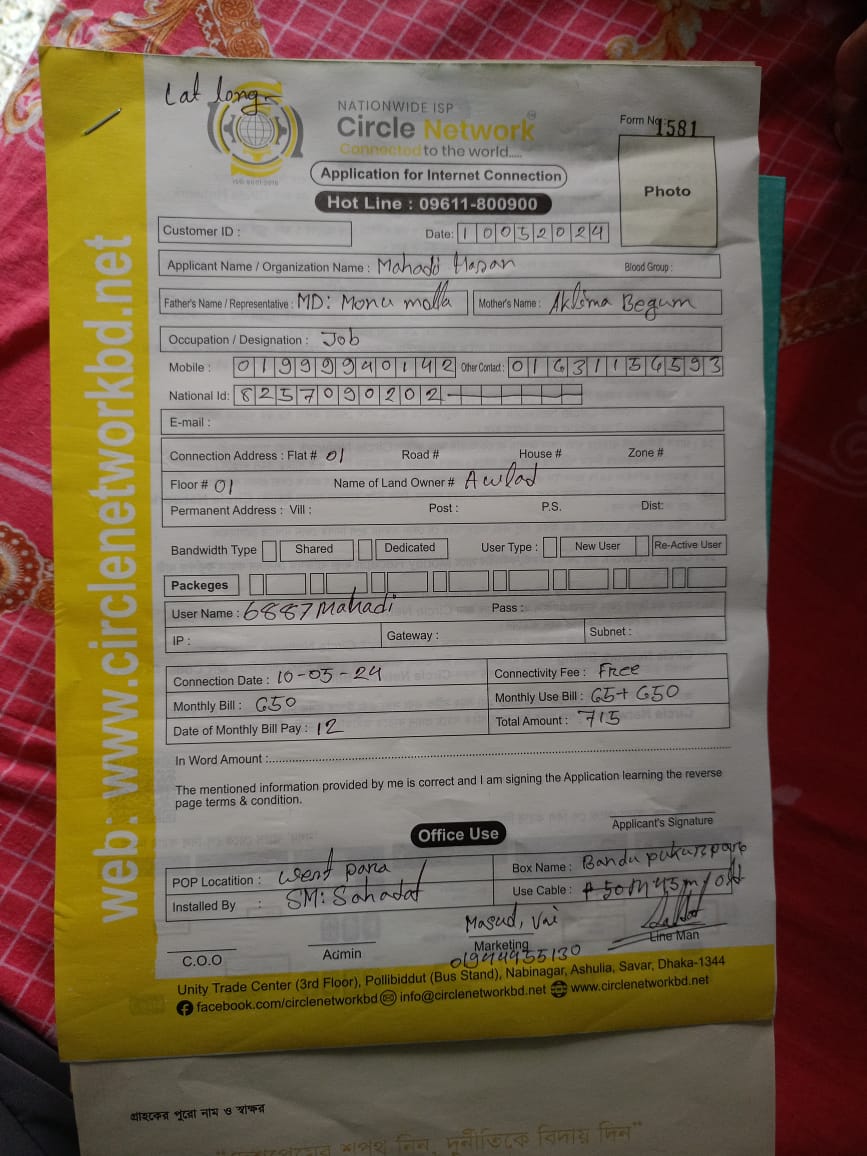 Lat long-
NATIONWIDE ISP
Circle Network
Connected to the world.....
Form No 1581
Application for Internet Connection
Hot Line : 09611-800900
Photo
Customer ID :
Date: 10052024
Applicant Name / Organization Name : Mahadi Hasan Blood Group :
Father's Name / Representative : MD: Monu molla Mother's Name : Aklima Begum
Occupation / Designation : Job
Mobile : 01999940142 Other Contact : 01631156593
National Id: 8257090202
E-mail :
Connection Address : Flat # 01 Road # House # Zone #
Floor # 01 Name of Land Owner # Awlad
Permanent Address : Vill : Post : P.S. Dist:
Bandwidth Type Shared Dedicated User Type : New User Re-Active User
Packeges
User Name : 6887Mahadi Pass :
IP : Gateway : Subnet :
Connection Date : 10-05-24 Connectivity Fee : Free
Monthly Bill : 650 Monthly Use Bill : 65+ 650
Date of Monthly Bill Pay : 12 Total Amount : 715
In Word Amount :
The mentioned information provided by me is correct and I am signing the Application learning the reverse
page terms & condition.
Applicant's Signature
Office Use
POP Locatition : West para Box Name : Bandu pukurpara
Installed By : SM: Sahadat Use Cable : 50M 45m
Masud, Vai
C.O.O Admin Marketing Line Man
01944955130
Unity Trade Center (3rd Floor), Pollibiddut (Bus Stand), Nabinagar, Ashulia, Savar, Dhaka-1344
facebook.com/circlenetworkbd info@circlenetworkbd.net www.circlenetworkbd.net
web: www.circlenetworkbd.net
গ্রাহকের পুরো নাম ও স্বাক্ষর
শপথ নিন, দুর্নীতিকে বিদায় দিন"